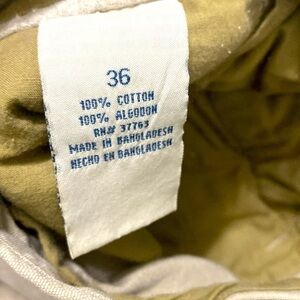 36
100% COTTON
100% ALGODON
RN# 37763
MADE IN BANGLADESH
HECHO EN BANGLADESH